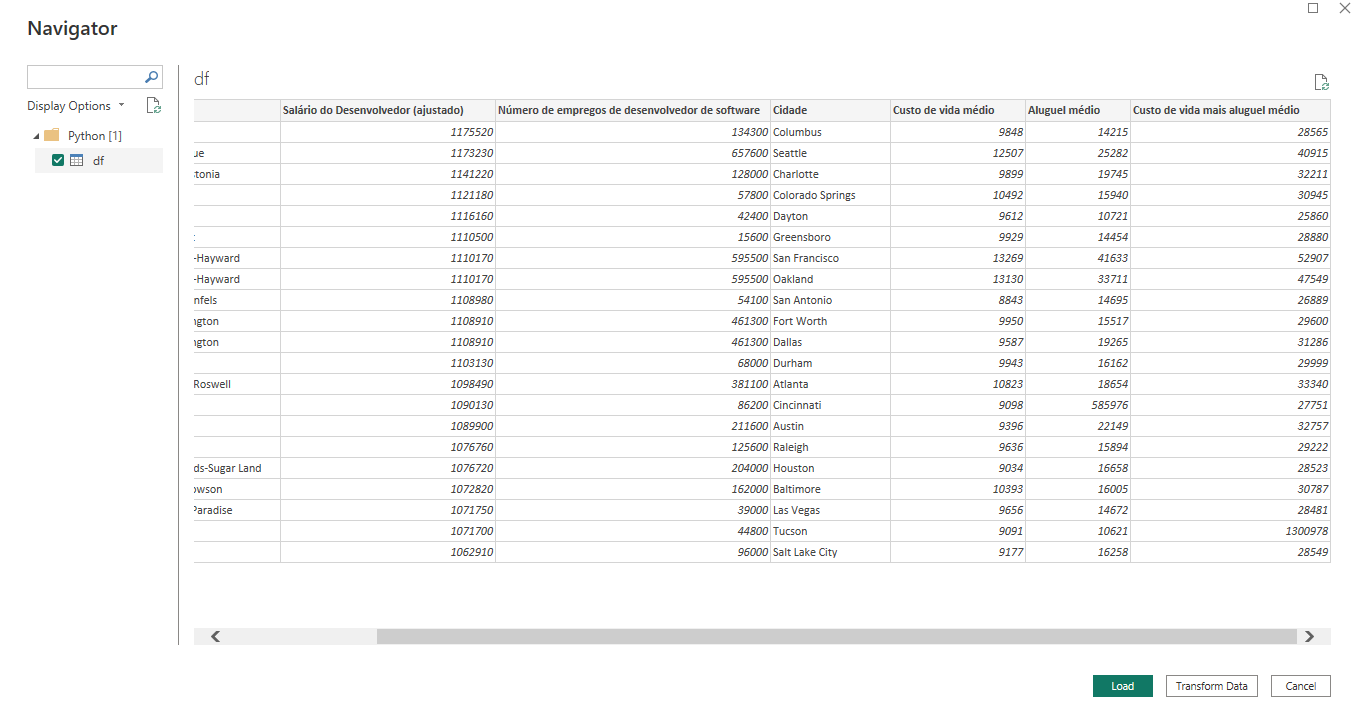 Navigator
df
Display Options
Python [1]
df
Salário do Desenvolvedor (ajustado) Número de empregos de desenvolvedor de software Cidade Custo de vida médio Aluguel médio Custo de vida mais aluguel médio
1175520 134300 Columbus 9848 14215 28565
ue 1173230 657600 Seattle 12507 25282 40915
tonia 1141220 128000 Charlotte 9899 19745 32211
1121180 57800 Colorado Springs 10492 15940 30945
1116160 42400 Dayton 9612 10721 25860
1110500 15600 Greensboro 9929 14454 28880
-Hayward 1110170 595500 San Francisco 13269 41633 52907
-Hayward 1110170 595500 Oakland 13130 33711 47549
nfels 1108980 54100 San Antonio 8843 14695 26889
ngton 1108910 461300 Fort Worth 9950 15517 29600
ngton 1108910 461300 Dallas 9587 19265 31286
1103130 68000 Durham 9943 16162 29999
Roswell 1098490 381100 Atlanta 10823 18654 33340
1090130 86200 Cincinnati 9098 585976 27751
1089900 211600 Austin 9396 22149 32757
1076760 125600 Raleigh 9636 15894 29222
ds-Sugar Land 1076720 204000 Houston 9034 16658 28523
owson 1072820 162000 Baltimore 10393 16005 30787
Paradise 1071750 39000 Las Vegas 9656 14672 28481
1071700 44800 Tucson 9091 10621 1300978
1062910 96000 Salt Lake City 9177 16258 28549
Load Transform Data Cancel